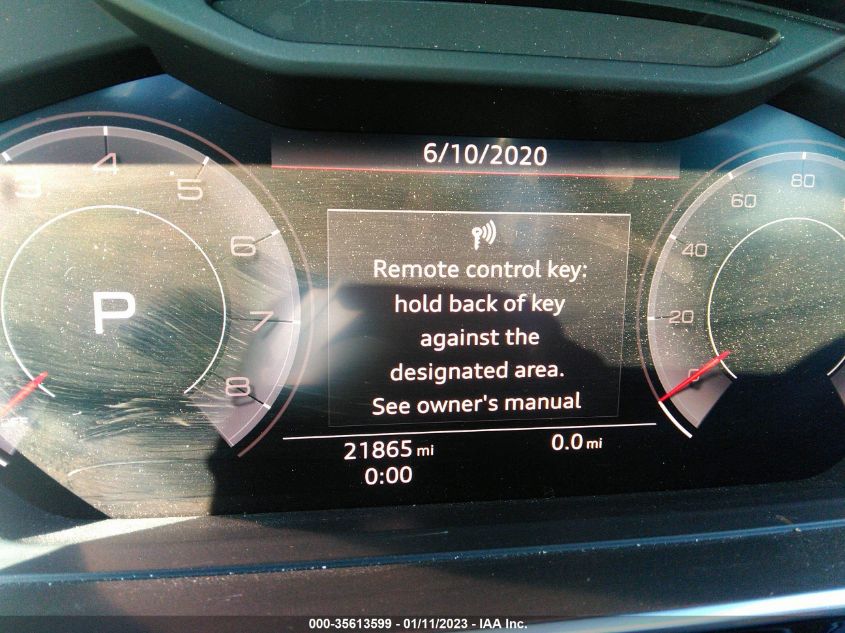 6/10/2020
3
4
5
6
7
8
P
Remote control key:
hold back of key
against the
designated area.
See owner's manual
21865 mi
0.0 mi
0:00
0
20
40
60
80
000-35613599 - 01/11/2023 - IAA Inc.